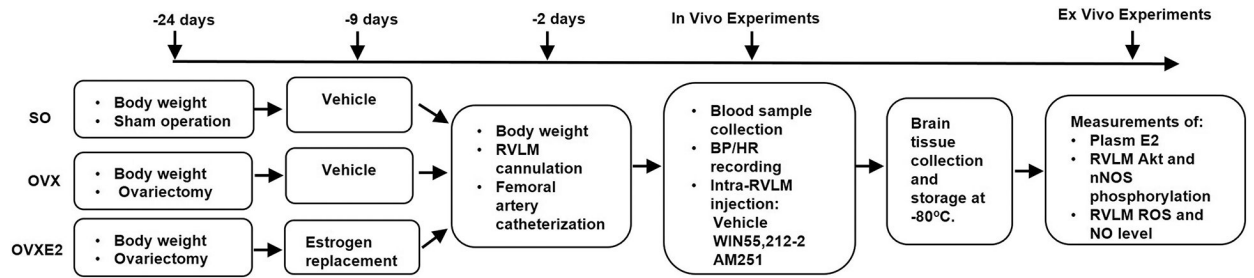 -24 days
-9 days
-2 days
In Vivo Experiments
Ex Vivo Experiments
SO
• Body weight
• Sham operation
Vehicle
OVX
• Body weight
• Ovariectomy
Vehicle
OVXE2
• Body weight
• Ovariectomy
Estrogen
replacement
• Body weight
• RVLM
cannulation
• Femoral
artery
catheterization
• Blood sample
collection
• BP/HR
recording
• Intra-RVLM
injection:
Vehicle
WIN55,212-2
AM251
Brain
tissue
collection
and
storage at
-80ºC.
Measurements of:
• Plasm E2
• RVLM Akt and
nNOS
phosphorylation
• RVLM ROS and
NO level